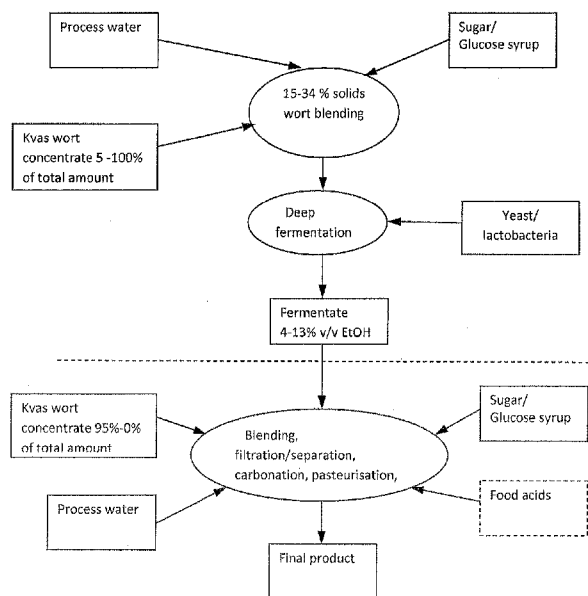 Process water
Sugar/
Glucose syrup
15-34 % solids
wort blending
Kvas wort
concentrate 5 -100%
of total amount
Deep
fermentation
Yeast/
lactobacteria
Fermentate
4-13% v/v EtOH
Kvas wort
concentrate 95%-0%
of total amount
Sugar/
Glucose syrup
Blending,
filtration/separation,
carbonation, pasteurisation,
Process water
Food acids
Final product